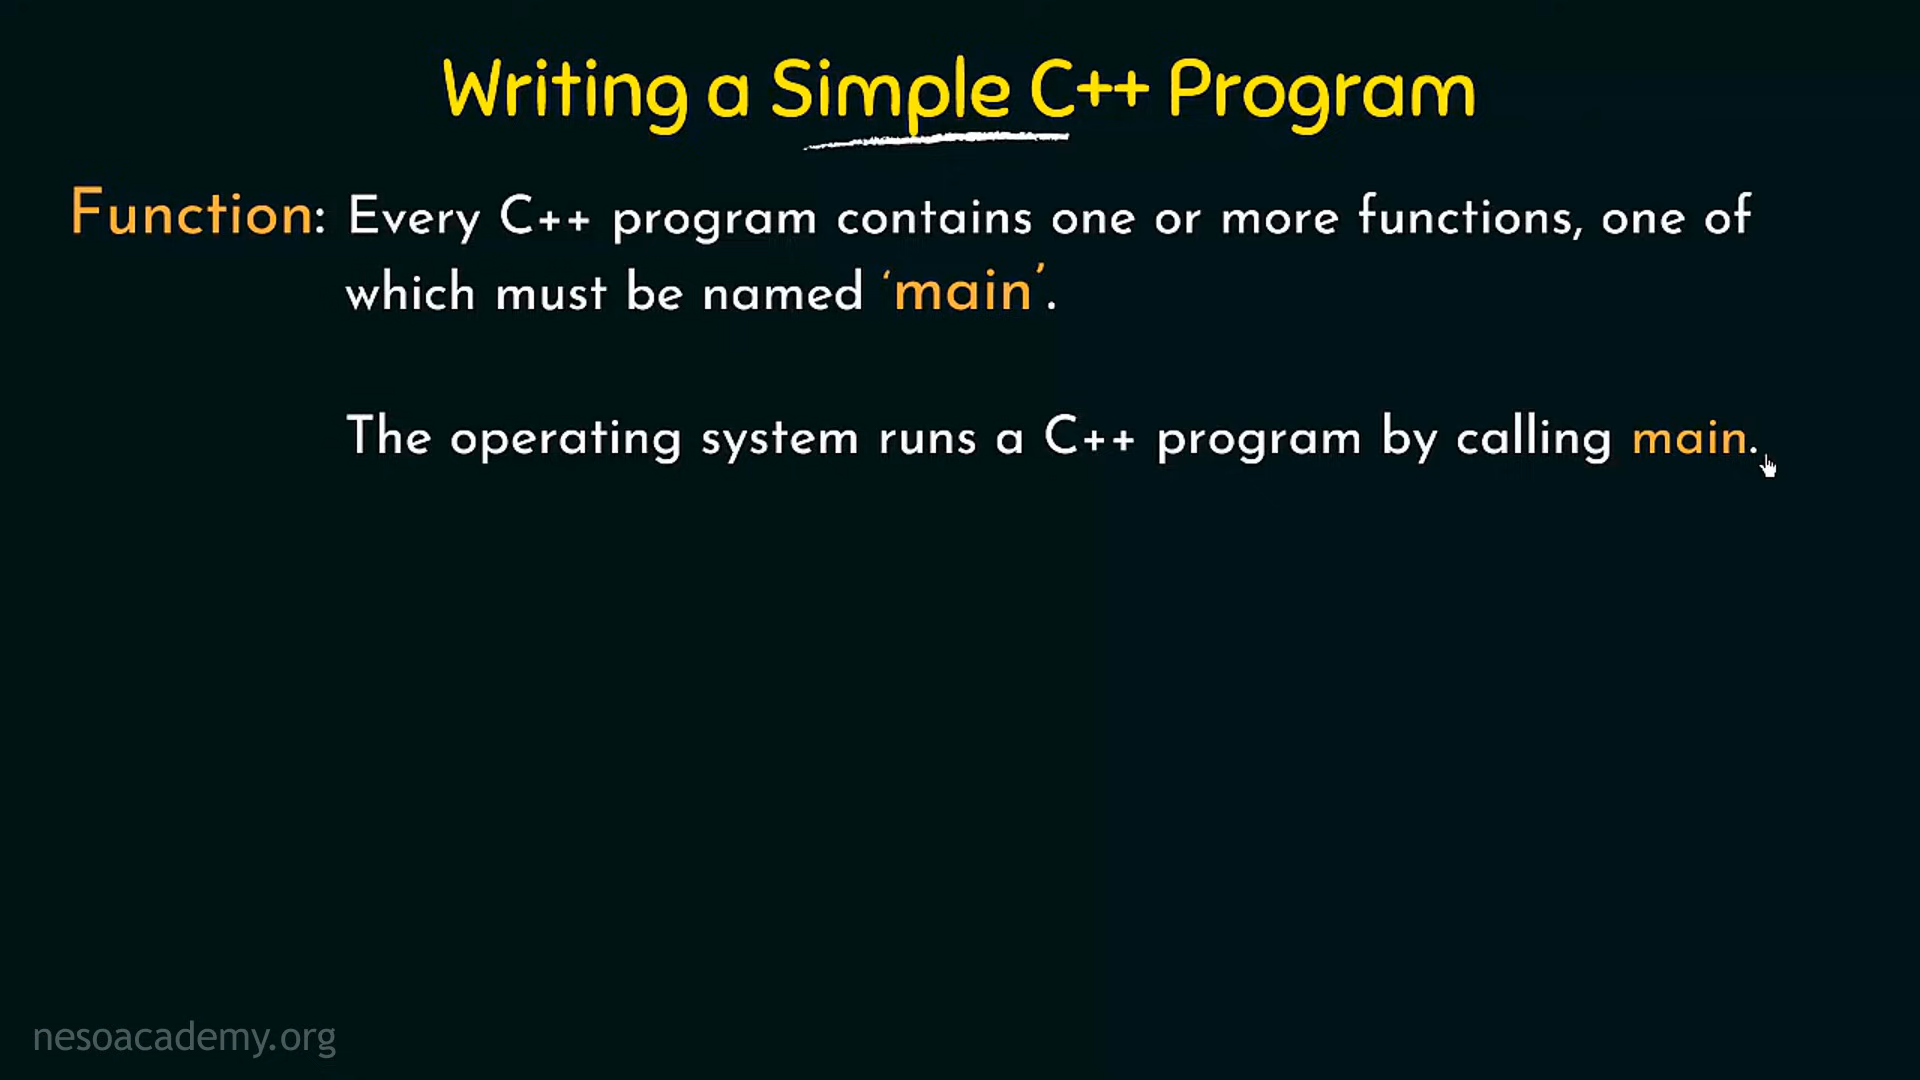 Writing a Simple C++ Program
Function: Every C++ program contains one or more functions, one of
which must be named ‘main’.
The operating system runs a C++ program by calling main.
nesoacademy.org